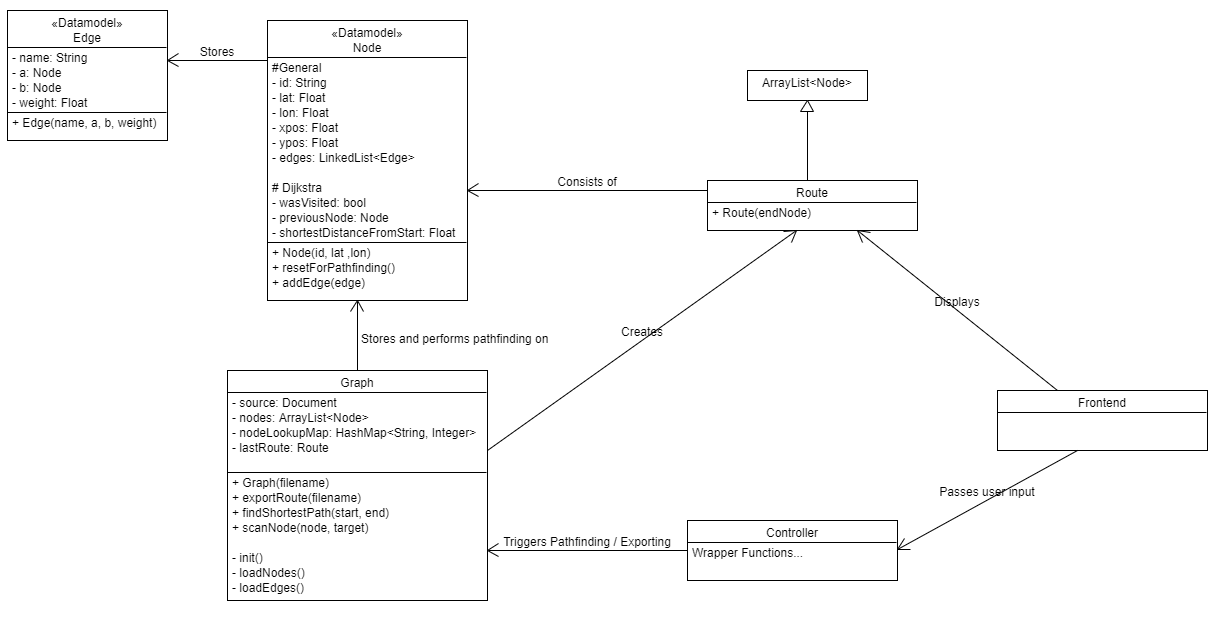 «Datamodel»
Edge
- name: String
- a: Node
- b: Node
- weight: Float
+ Edge(name, a, b, weight)
Stores
«Datamodel»
Node
#General
- id: String
- lat: Float
- lon: Float
- xpos: Float
- ypos: Float
- edges: LinkedList<Edge>
# Dijkstra
- wasVisited: bool
- previousNode: Node
- shortestDistanceFromStart: Float
+ Node(id, lat ,lon)
+ resetForPathfinding()
+ addEdge(edge)
ArrayList<Node>
Consists of
Route
+ Route(endNode)
Stores and performs pathfinding on
Creates
Displays
Graph
- source: Document
- nodes: ArrayList<Node>
- nodeLookupMap: HashMap<String, Integer>
- lastRoute: Route
+ Graph(filename)
+ exportRoute(filename)
+ findShortestPath(start, end)
+ scanNode(node, target)
- init()
- loadNodes()
- loadEdges()
Frontend
Passes user input
Triggers Pathfinding / Exporting
Controller
Wrapper Functions...